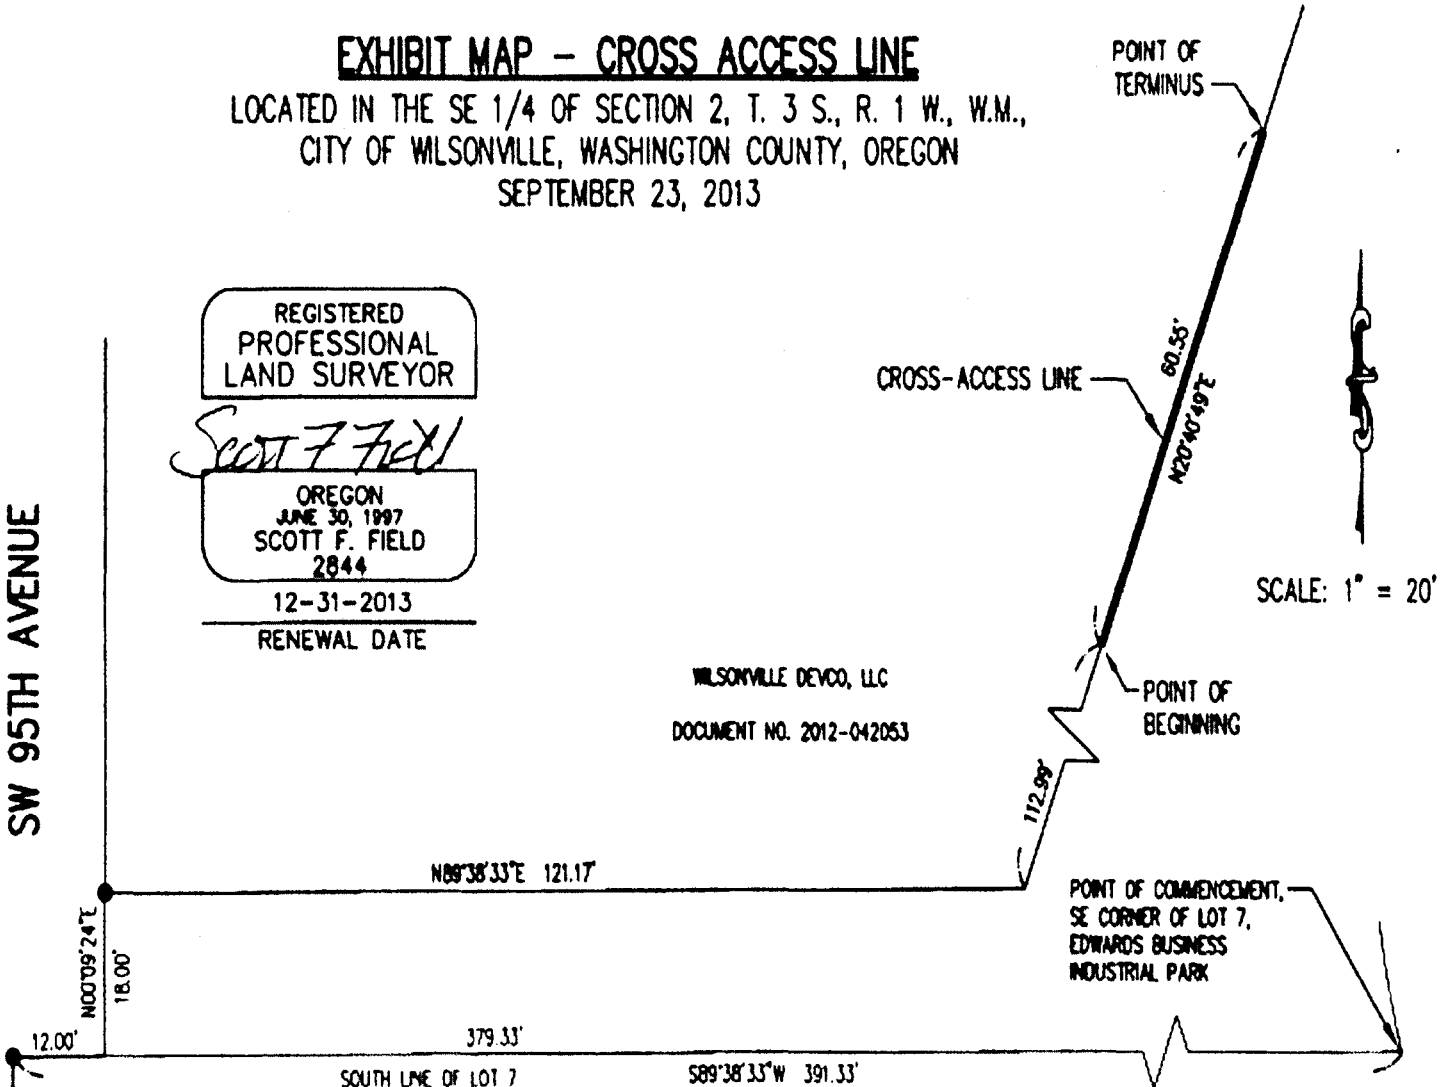 EXHIBIT MAP - CROSS ACCESS LINE
LOCATED IN THE SE 1/4 OF SECTION 2, T. 3 S., R. 1 W., W.M.,
CITY OF WILSONVILLE, WASHINGTON COUNTY, OREGON
SEPTEMBER 23, 2013
POINT OF
TERMINUS
REGISTERED
PROFESSIONAL
LAND SURVEYOR
Scott F Field
OREGON
JUNE 30, 1997
SCOTT F. FIELD
2844
12-31-2013
RENEWAL DATE
CROSS-ACCESS LINE
60.55'
N20°40'49"E
SCALE: 1" = 20'
SW 95TH AVENUE
WILSONVILLE DEVCO, LLC
DOCUMENT NO. 2012-042053
POINT OF
BEGINNING
112.99'
N89°38'33"E 121.17'
POINT OF COMMENCEMENT,
SE CORNER OF LOT 7,
EDWARDS BUSINESS
INDUSTRIAL PARK
N00°09'24"E
18.00'
12.00'
379.33'
SOUTH LINE OF LOT 7
S89°38'33"W 391.33'